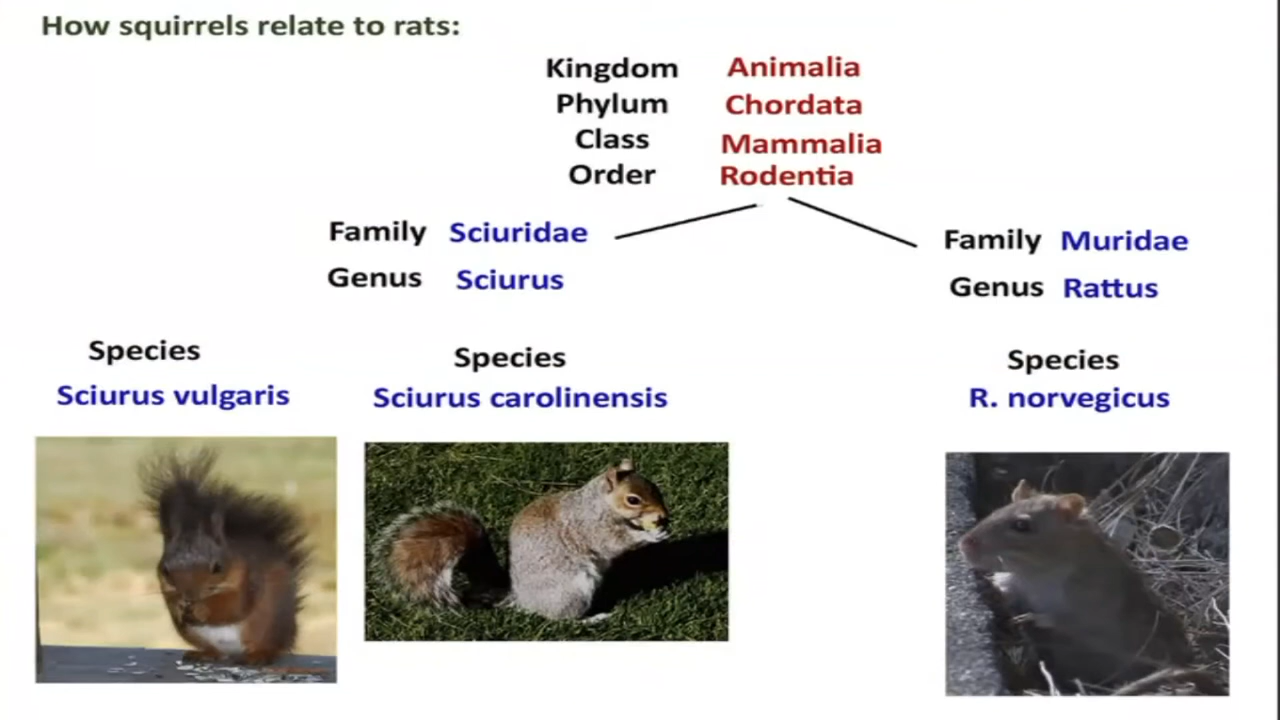 How squirrels relate to rats:
Kingdom Animalia
Phylum Chordata
Class Mammalia
Order Rodentia
Family Sciuridae
Genus Sciurus
Family Muridae
Genus Rattus
Species
Sciurus vulgaris
Species
Sciurus carolinensis
Species
R. norvegicus